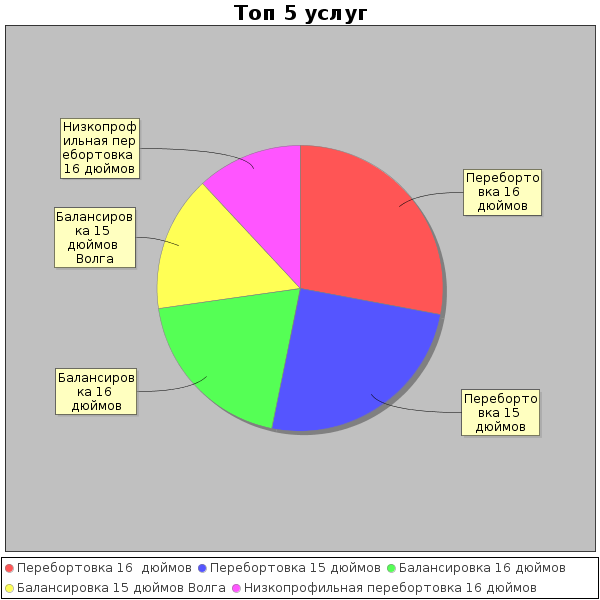 Топ 5 услуг
Низкопроф
ильная пер
ебортовка
16 дюймов
Переборто
вка 16
дюймов
Балансиров
ка 15
дюймов
Волга
Балансиров
ка 16
дюймов
Переборто
вка 15
дюймов
Перебортовка 16  дюймов Перебортовка 15 дюймов Балансировка 16 дюймов
Балансировка 15 дюймов Волга Низкопрофильная перебортовка 16 дюймов